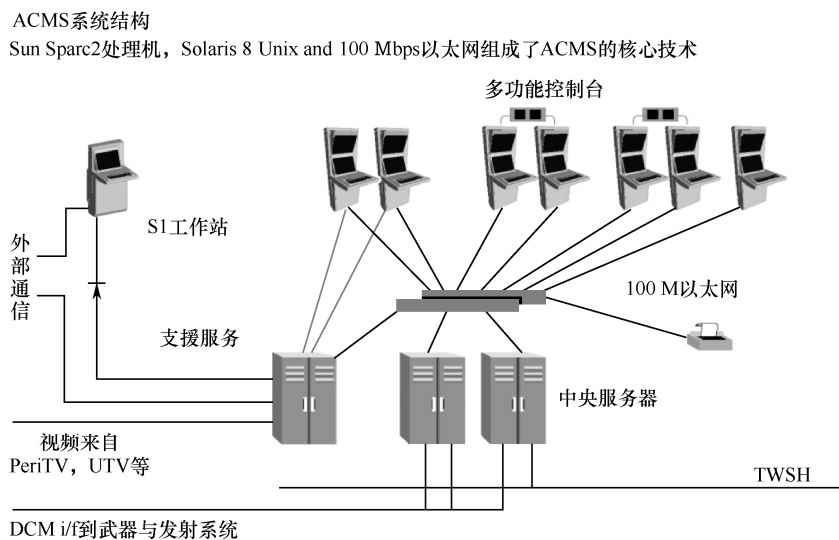 ACMS系统结构
Sun Sparc2处理机，Solaris 8 Unix and 100 Mbps以太网组成了ACMS的核心技术
多功能控制台
S1工作站
外部通信
100 M以太网
支援服务
中央服务器
视频来自
PeriTV，UTV等
TWSH
DCM i/f到武器与发射系统